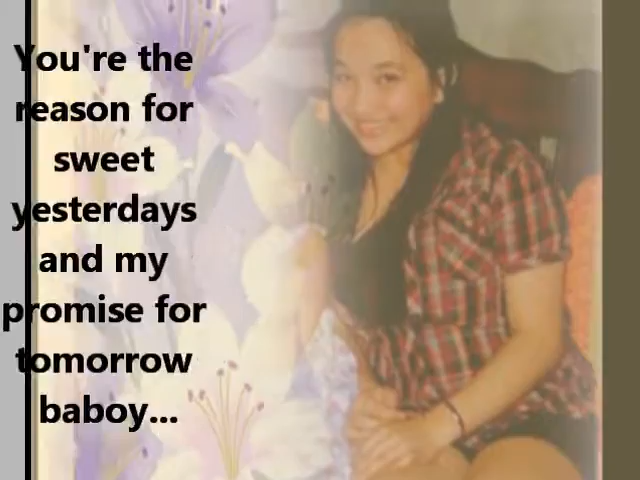 You're the
reason for
sweet
yesterdays
and my
promise for
tomorrow
baboy...